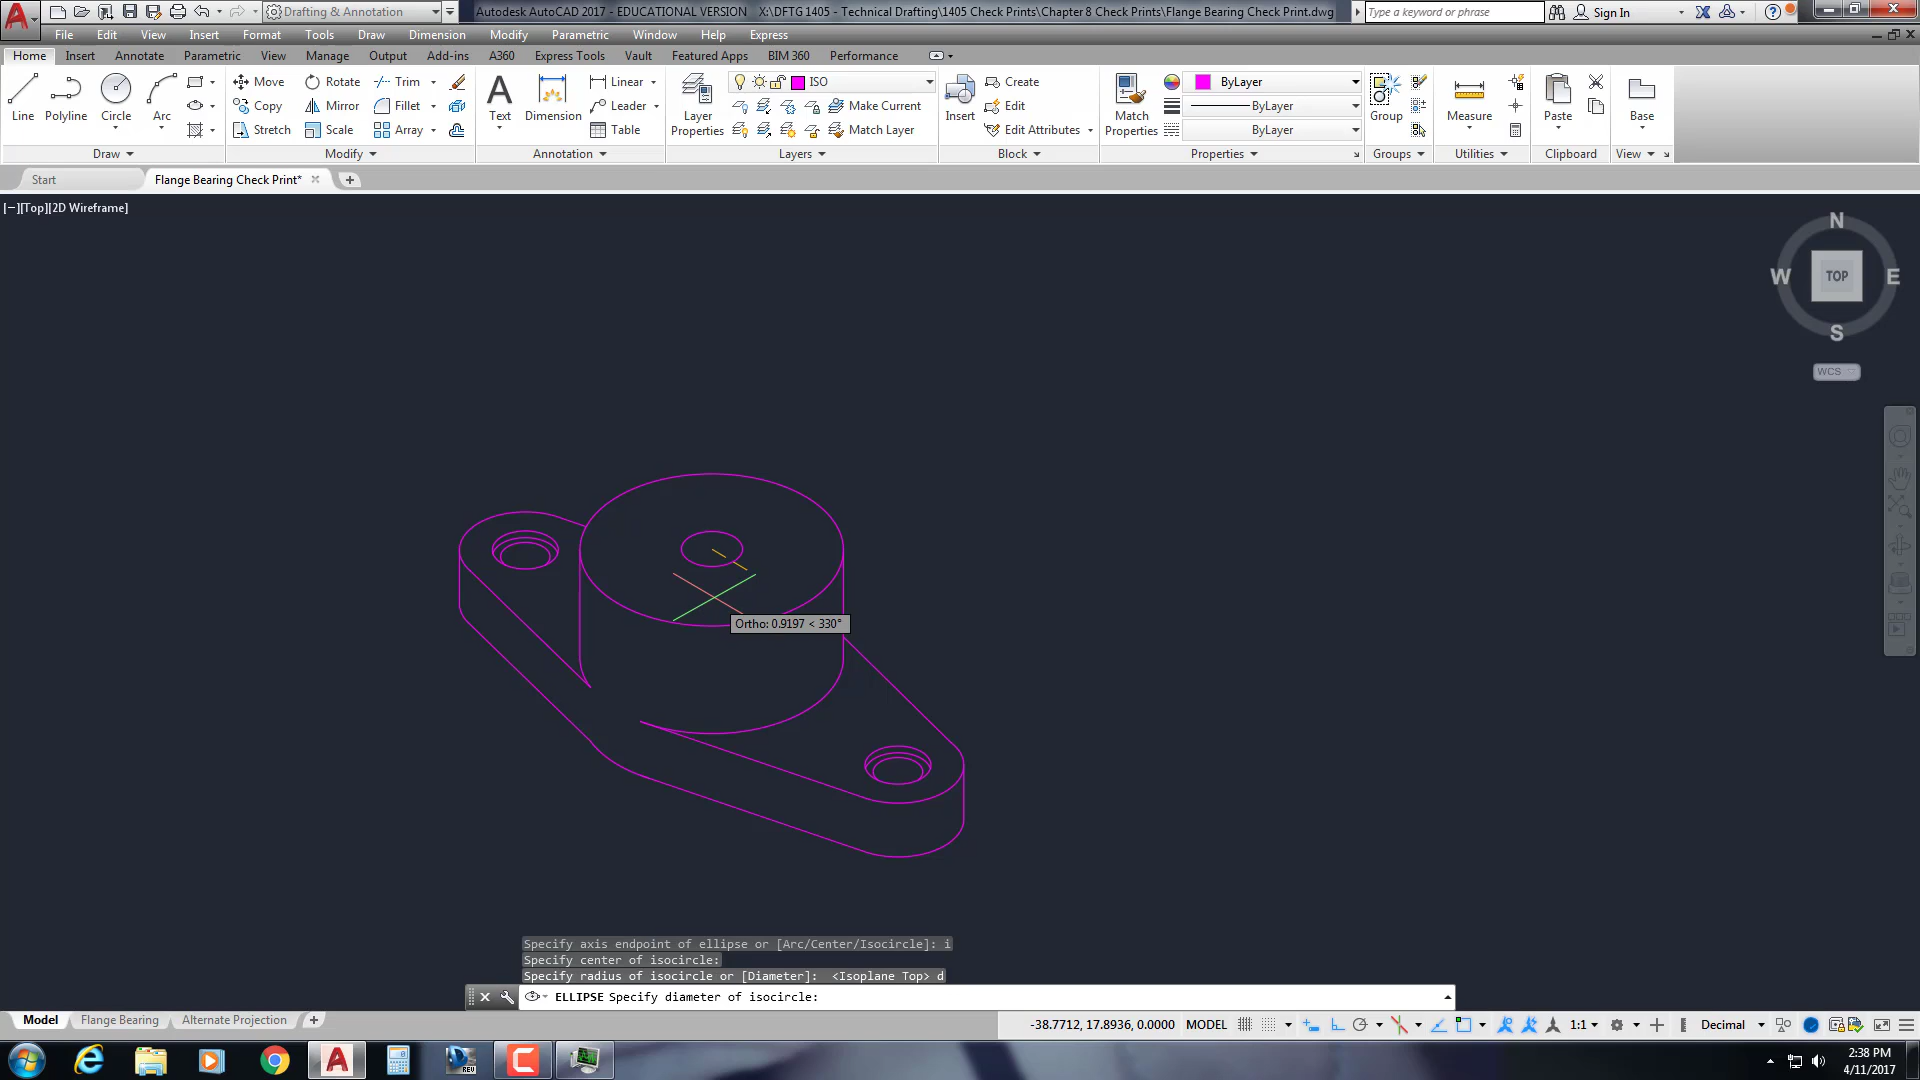 Drafting & Annotation
Autodesk AutoCAD 2017 - EDUCATIONAL VERSION X:\DFTG 1405 - Technical Drafting\1405 Check Prints\Chapter 8 Check Prints\Flange Bearing Check Print.dwg
Type a keyword or phrase
Sign In
File Edit View Insert Format Tools Draw Dimension Modify Parametric Window Help Express
Home Insert Annotate Parametric View Manage Output Add-ins A360 Express Tools Vault Featured Apps BIM 360 Performance
Move Rotate Trim Linear ISO Create ByLayer
Copy Mirror Fillet Leader Make Current Edit ByLayer
Line Polyline Circle Arc Text Dimension Layer Properties Insert Match Properties Group Measure Paste Base
Stretch Scale Array Table Match Layer Edit Attributes ByLayer
Draw Modify Annotation Layers Block Properties Groups Utilities Clipboard View
Start Flange Bearing Check Print*
[−][Top][2D Wireframe]
N
W TOP E
S
WCS
Ortho: 0.9197 < 330°
Specify axis endpoint of ellipse or [Arc/Center/Isocircle]: i
Specify center of isocircle:
Specify radius of isocircle or [Diameter]: <Isoplane Top> d
ELLIPSE Specify diameter of isocircle:
Model Flange Bearing Alternate Projection
-38.7712, 17.8936, 0.0000 MODEL 1:1 Decimal
REV
2:38 PM
4/11/2017